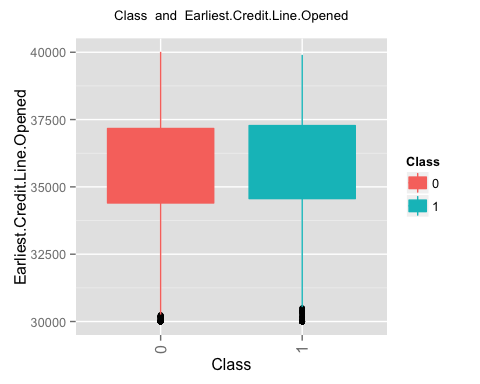 Class  and  Earliest.Credit.Line.Opened
Earliest.Credit.Line.Opened
40000
37500
35000
32500
30000
0
1
Class
Class
0
1